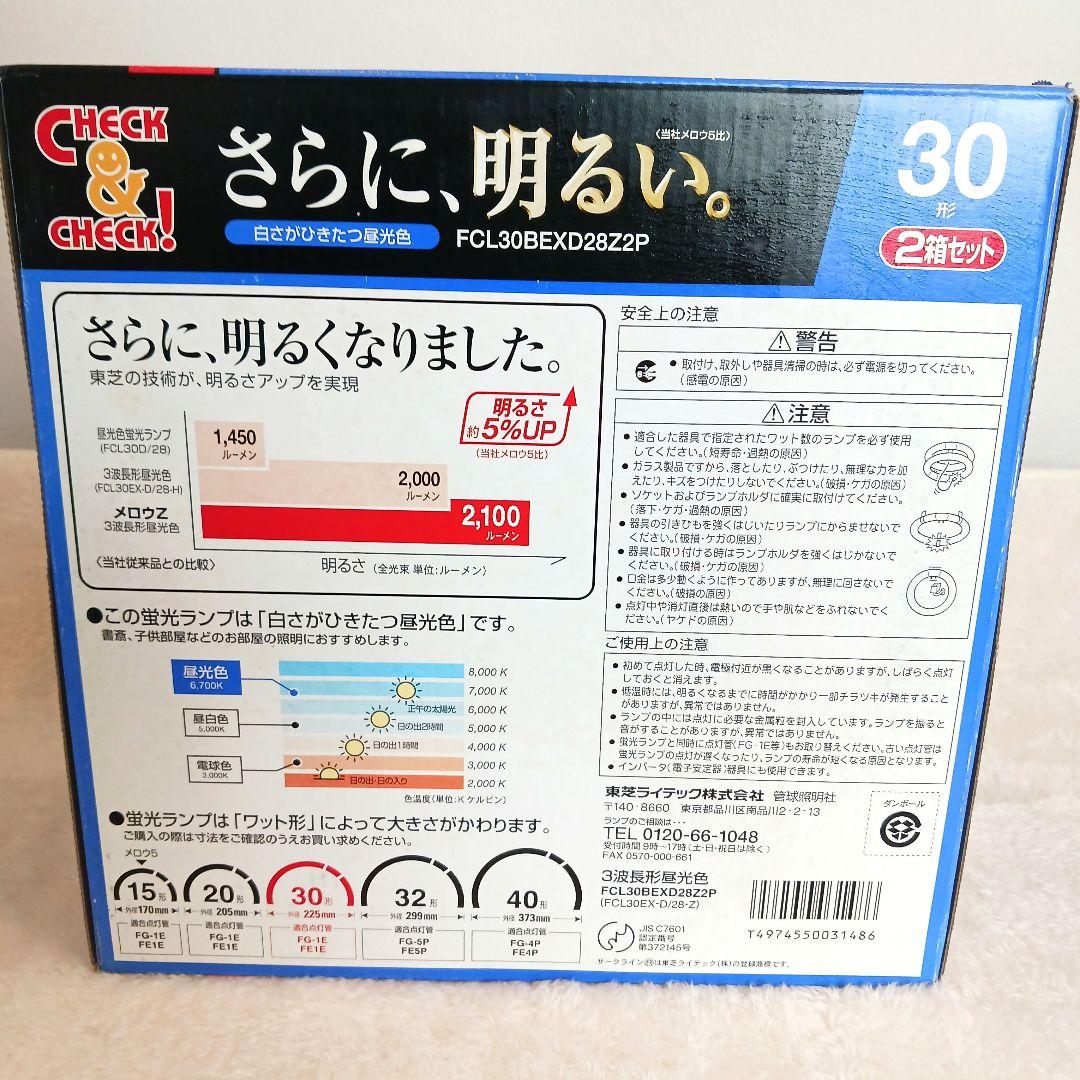 CHECK
&
CHECK!
さらに、明るい。
〈当社メロウ5比〉
白さがひきたつ昼光色
FCL30BEXD28Z2P
30
形
2箱セット
さらに、明るくなりました。
東芝の技術が、明るさアップを実現
明るさ
約5%UP
(当社メロウ5比)
昼光色蛍光ランプ
(FCL30D/28)
1,450
ルーメン
3波長形昼光色
(FCL30EX-D/28-H)
2,000
ルーメン
メロウZ
3波長形昼光色
2,100
ルーメン
〈当社従来品との比較〉
明るさ (全光束 単位:ルーメン)
●この蛍光ランプは「白さがひきたつ昼光色」です。
書斎、子供部屋などのお部屋の照明におすすめします。
昼光色
6,700K
昼白色
5,000K
電球色
3,000K
8,000 K
7,000 K
正午の太陽光
6,000 K
日の出2時間
5,000 K
日の出1時間
4,000 K
3,000 K
日の出・日の入り
2,000 K
色温度(単位:K ケルビン)
●蛍光ランプは「ワット形」によって大きさがかわります。
ご購入の際は寸法をご確認のうえお買い求めください。
メロウ5
15形
外径170mm
適合点灯管
FG-1E
FE1E
20形
外径205mm
適合点灯管
FG-1E
FE1E
30形
外径225mm
適合点灯管
FG-1E
FE1E
32形
外径299mm
適合点灯管
FG-5P
FE5P
40形
外径373mm
適合点灯管
FG-4P
FE4P
安全上の注意
⚠警告
●取付け、取外しや器具清掃の時は、必ず電源を切ってください。
(感電の原因)
⚠注意
●適合した器具で指定されたワット数のランプを必ず使用
してください。(短寿命・過熱の原因)
●ガラス製品ですから、落としたり、ぶつけたり、無理な力を加
えたり、キズをつけたりしないでください。(破損・ケガの原因)
●ソケットおよびランプホルダに確実に取付けてください。
(落下・ケガ・過熱の原因)
●器具の引きひもを強くはじいたりランプにからませないで
ください。(破損・ケガの原因)
●器具に取り付ける時はランプホルダを強くはじかないで
ください。(破損・ケガの原因)
●口金は多少動くように作ってありますが、無理に回さないで
ください。(破損の原因)
●点灯中や消灯直後は熱いので手や肌などをふれないでく
ださい。(ヤケドの原因)
ご使用上の注意
●初めて点灯した時、電極付近が黒くなることがありますが、しばらく点灯
しておくと消えます。
●低温時には、明るくなるまでに時間がかかり一部チラツキが発生すること
がありますが、異常ではありません。
●ランプの中には点灯に必要な金属粒を封入しています。ランプを振ると
音がすることがありますが、異常ではありません。
●蛍光ランプと同時に点灯管(FG-1E等)もお取り替えください。古い点灯管は
蛍光ランプの点灯が遅くなったり、ランプの寿命が短くなる原因となります。
●インバータ(電子安定器)器具にも使用できます。
東芝ライテック株式会社 管球照明社
〒140-8660 東京都品川区南品川2-2-13
ランプのご相談は・・・
TEL 0120-66-1048
受付時間 9時〜17時(土・日・祝日は除く)
FAX 0570-000-661
ダンボール
3波長形昼光色
FCL30BEXD28Z2P
(FCL30EX-D/28-Z)
JIS C7601
認定番号
第372145号
T4974550031486
サークライン㊗は東芝ライテック(株)の登録商標です。